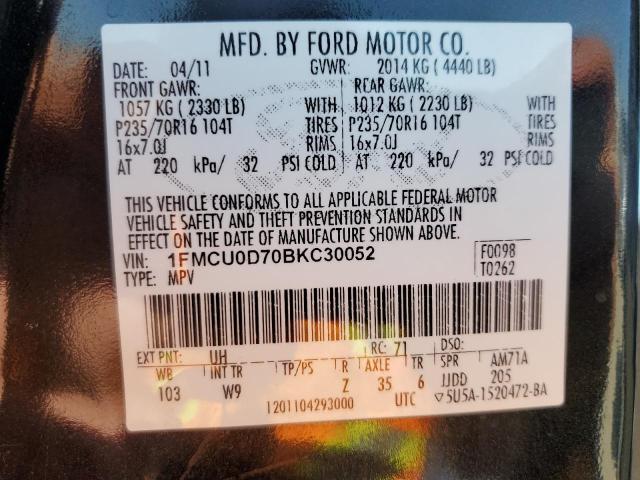 MFD. BY FORD MOTOR CO.
DATE: 04/11 GVWR: 2014 KG ( 4440 LB)
FRONT GAWR: REAR GAWR:
1057 KG ( 2330 LB) WITH 1012 KG ( 2230 LB) WITH
P235/70R16 104T TIRES P235/70R16 104T TIRES
16x7.0J RIMS 16x7.0J RIMS
AT 220 kPa/ 32 PSI COLD AT 220 kPa/ 32 PSI COLD
THIS VEHICLE CONFORMS TO ALL APPLICABLE FEDERAL MOTOR
VEHICLE SAFETY AND THEFT PREVENTION STANDARDS IN
EFFECT ON THE DATE OF MANUFACTURE SHOWN ABOVE.
VIN: 1FMCU0D70BKC30052 F0098
TYPE: MPV T0262
EXT PNT: UH RC: 71 DSO:
WB INT TR TP/PS R AXLE TR SPR AM71A
103 W9 Z 35 6 IJDD 205
1201104293000 UTC ▽5U5A-1520472-BA